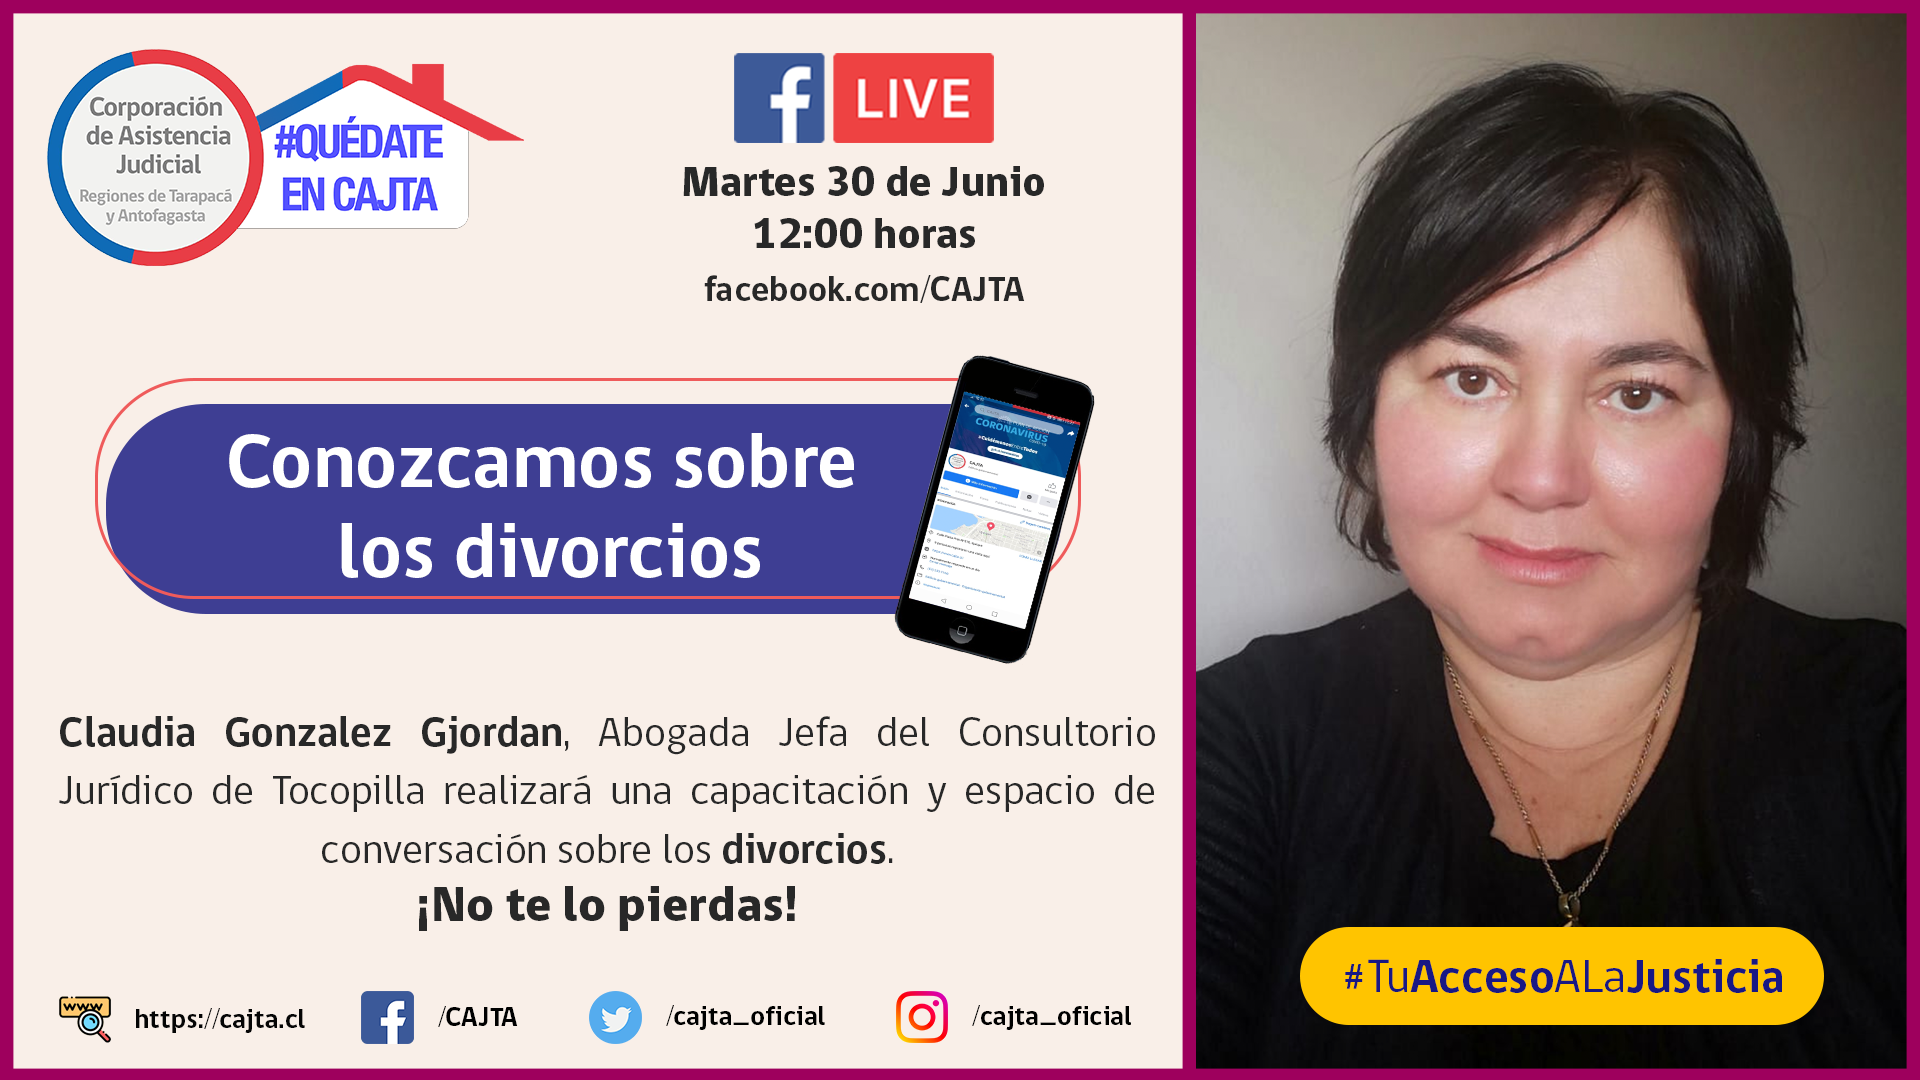 Corporación
de Asistencia
Judicial
Regiones de Tarapacá
y Antofagasta
#QUÉDATE
EN CAJTA
f LIVE
Martes 30 de Junio
12:00 horas
facebook.com/CAJTA
Conozcamos sobre
los divorcios
CORONAVIRUS
CAJTA
Claudia Gonzalez Gjordan, Abogada Jefa del Consultorio
Jurídico de Tocopilla realizará una capacitación y espacio de
conversación sobre los divorcios.
¡No te lo pierdas!
www https://cajta.cl
f /CAJTA
/cajta_oficial
/cajta_oficial
#TuAccesoALaJusticia